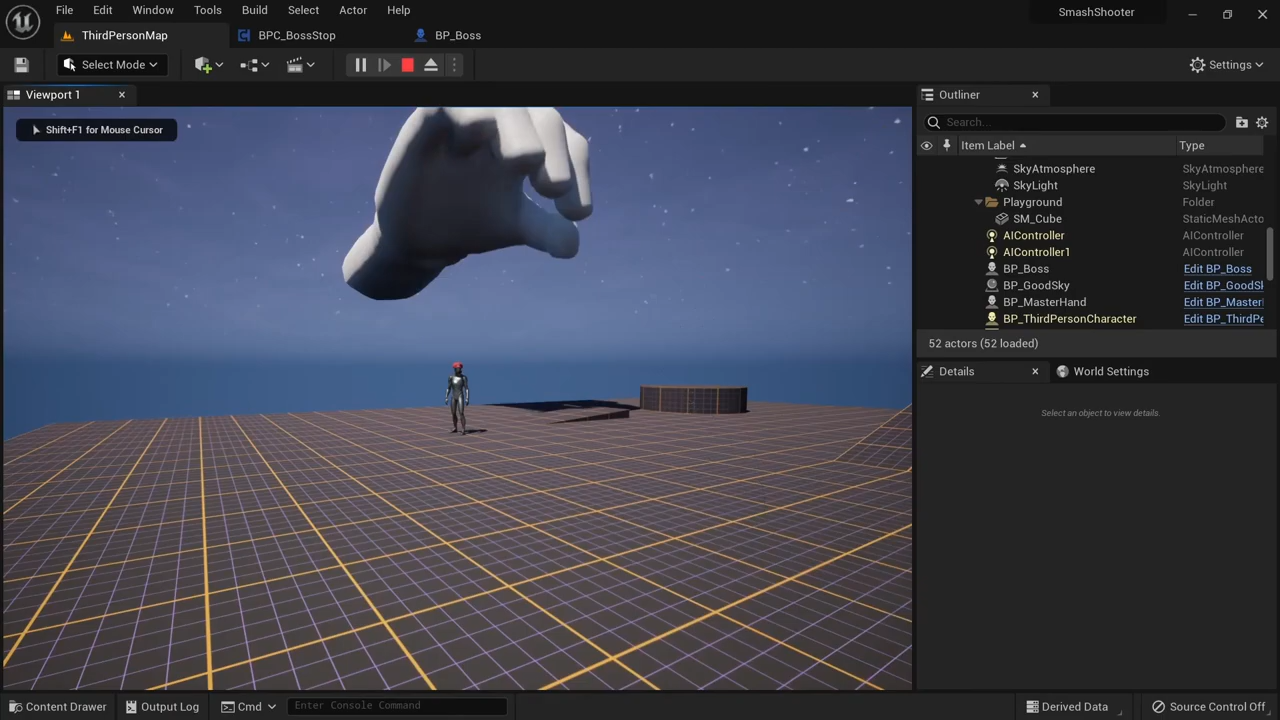 File Edit Window Tools Build Select Actor Help
SmashShooter
ThirdPersonMap
BPC_BossStop
BP_Boss
Select Mode
Settings
Viewport 1
Outliner
Shift+F1 for Mouse Cursor
Search...
Item Label Type
SkyAtmosphere SkyAtmosphere
SkyLight SkyLight
Playground Folder
SM_Cube StaticMeshActo
AIController AIController
AIController1 AIController
BP_Boss Edit BP_Boss
BP_GoodSky Edit BP_GoodSk
BP_MasterHand Edit BP_Master
BP_ThirdPersonCharacter Edit BP_ThirdPe
52 actors (52 loaded)
Details
World Settings
Select an object to view details.
Content Drawer
Output Log
Cmd
Enter Console Command
Derived Data
Source Control Off